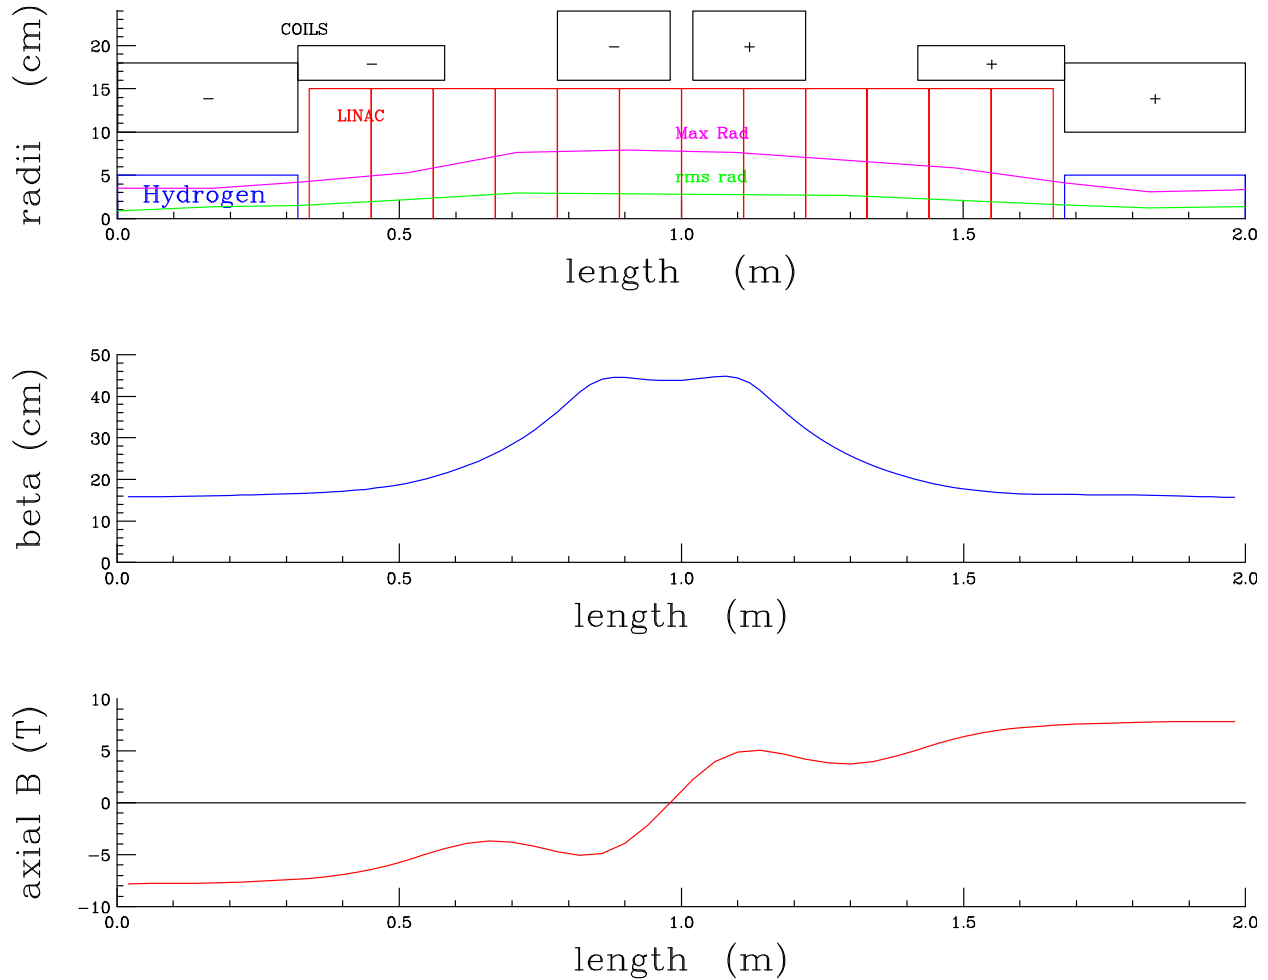 radii (cm)
COILS
20
15
10
5
0
− − − + + +
LINAC
Max Rad
rms rad
Hydrogen
0.0 0.5 1.0 1.5 2.0
length (m)
beta (cm)
50
40
30
20
10
0
0.0 0.5 1.0 1.5 2.0
length (m)
axial B (T)
10
5
0
−5
−10
0.0 0.5 1.0 1.5 2.0
length (m)